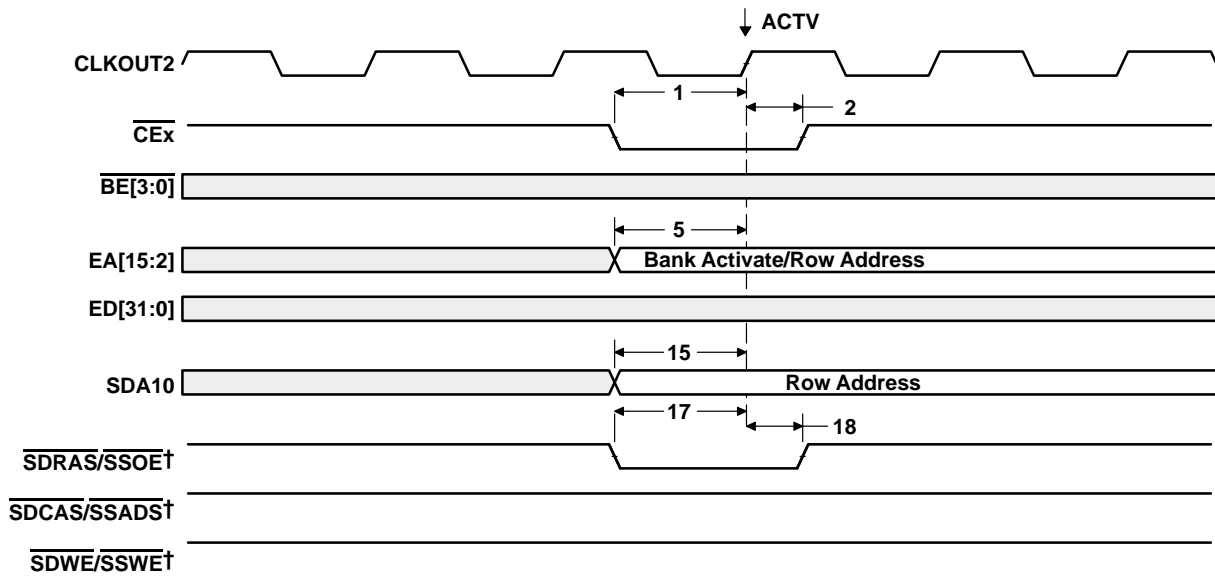 ACTV
CLKOUT2
1
2
CEx
BE[3:0]
5
EA[15:2]
Bank Activate/Row Address
ED[31:0]
15
SDA10
Row Address
17
18
SDRAS/SSOE†
SDCAS/SSADS†
SDWE/SSWE†